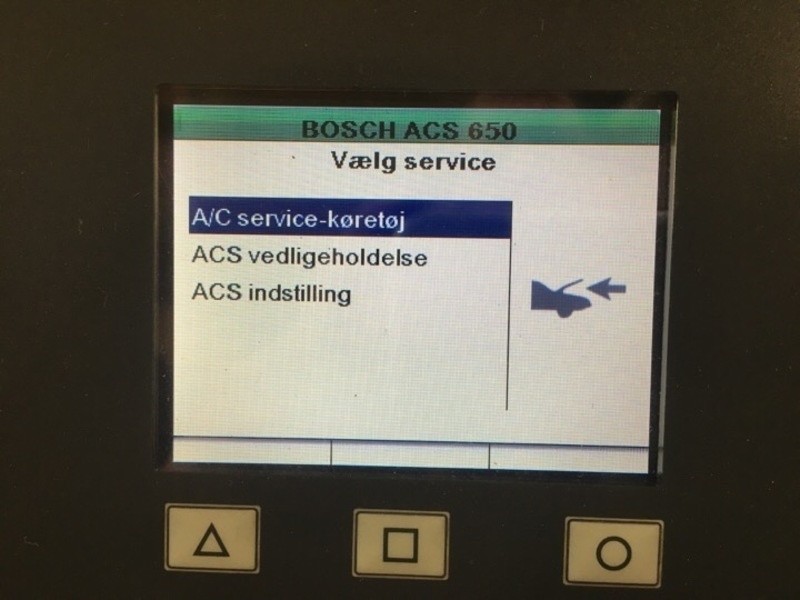 BOSCH ACS 650
Vælg service
A/C service-køretøj
ACS vedligeholdelse
ACS indstilling